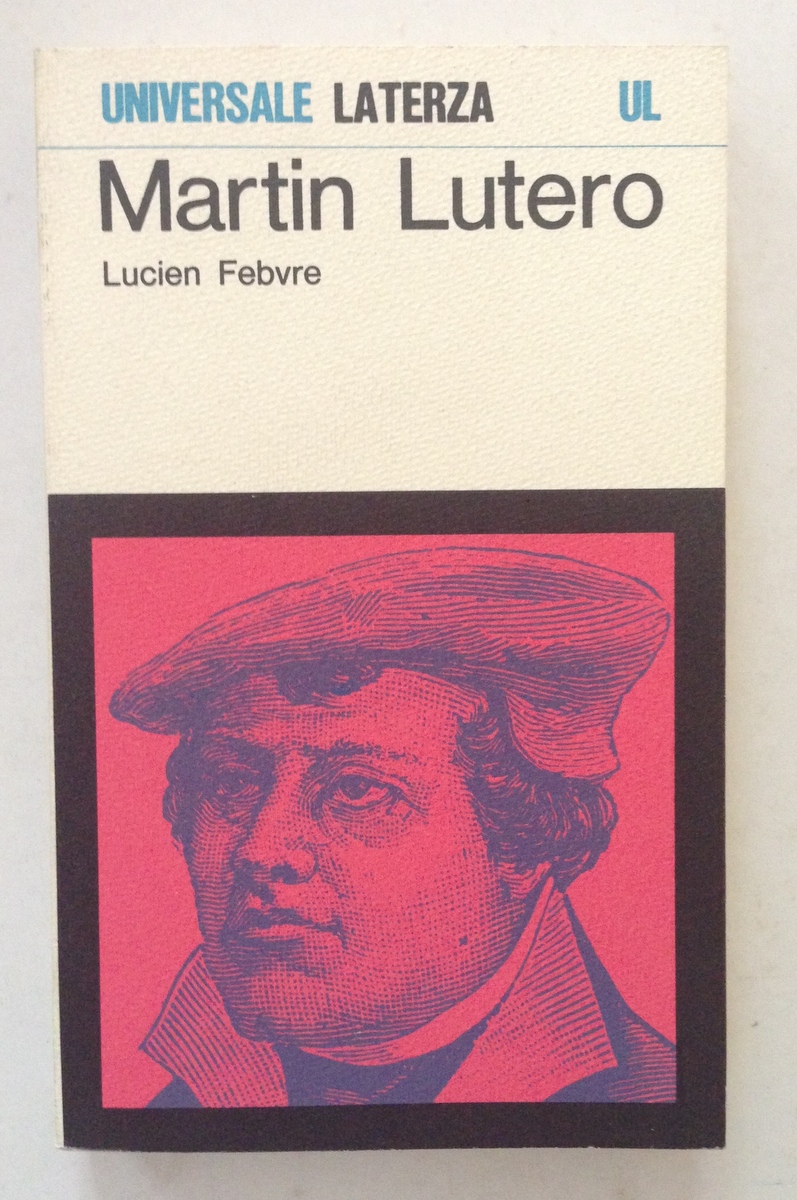 UNIVERSALE LATERZA UL
Martin Lutero
Lucien Febvre